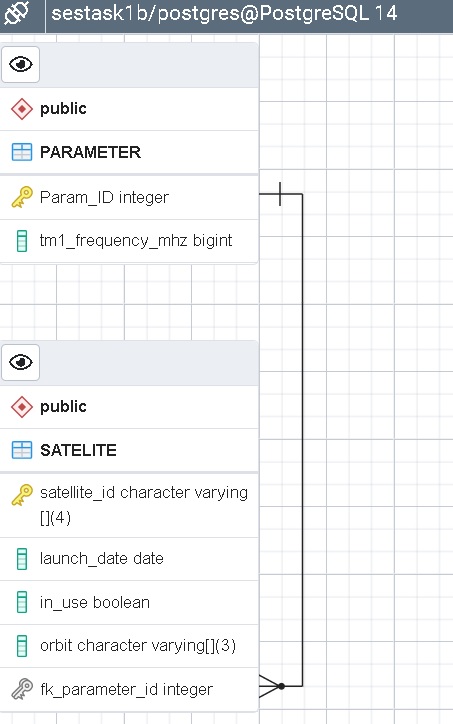 sestask1b/postgres@PostgreSQL 14
public
PARAMETER
Param_ID integer
tm1_frequency_mhz bigint
public
SATELITE
satellite_id character varying
[](4)
launch_date date
in_use boolean
orbit character varying[](3)
fk_parameter_id integer